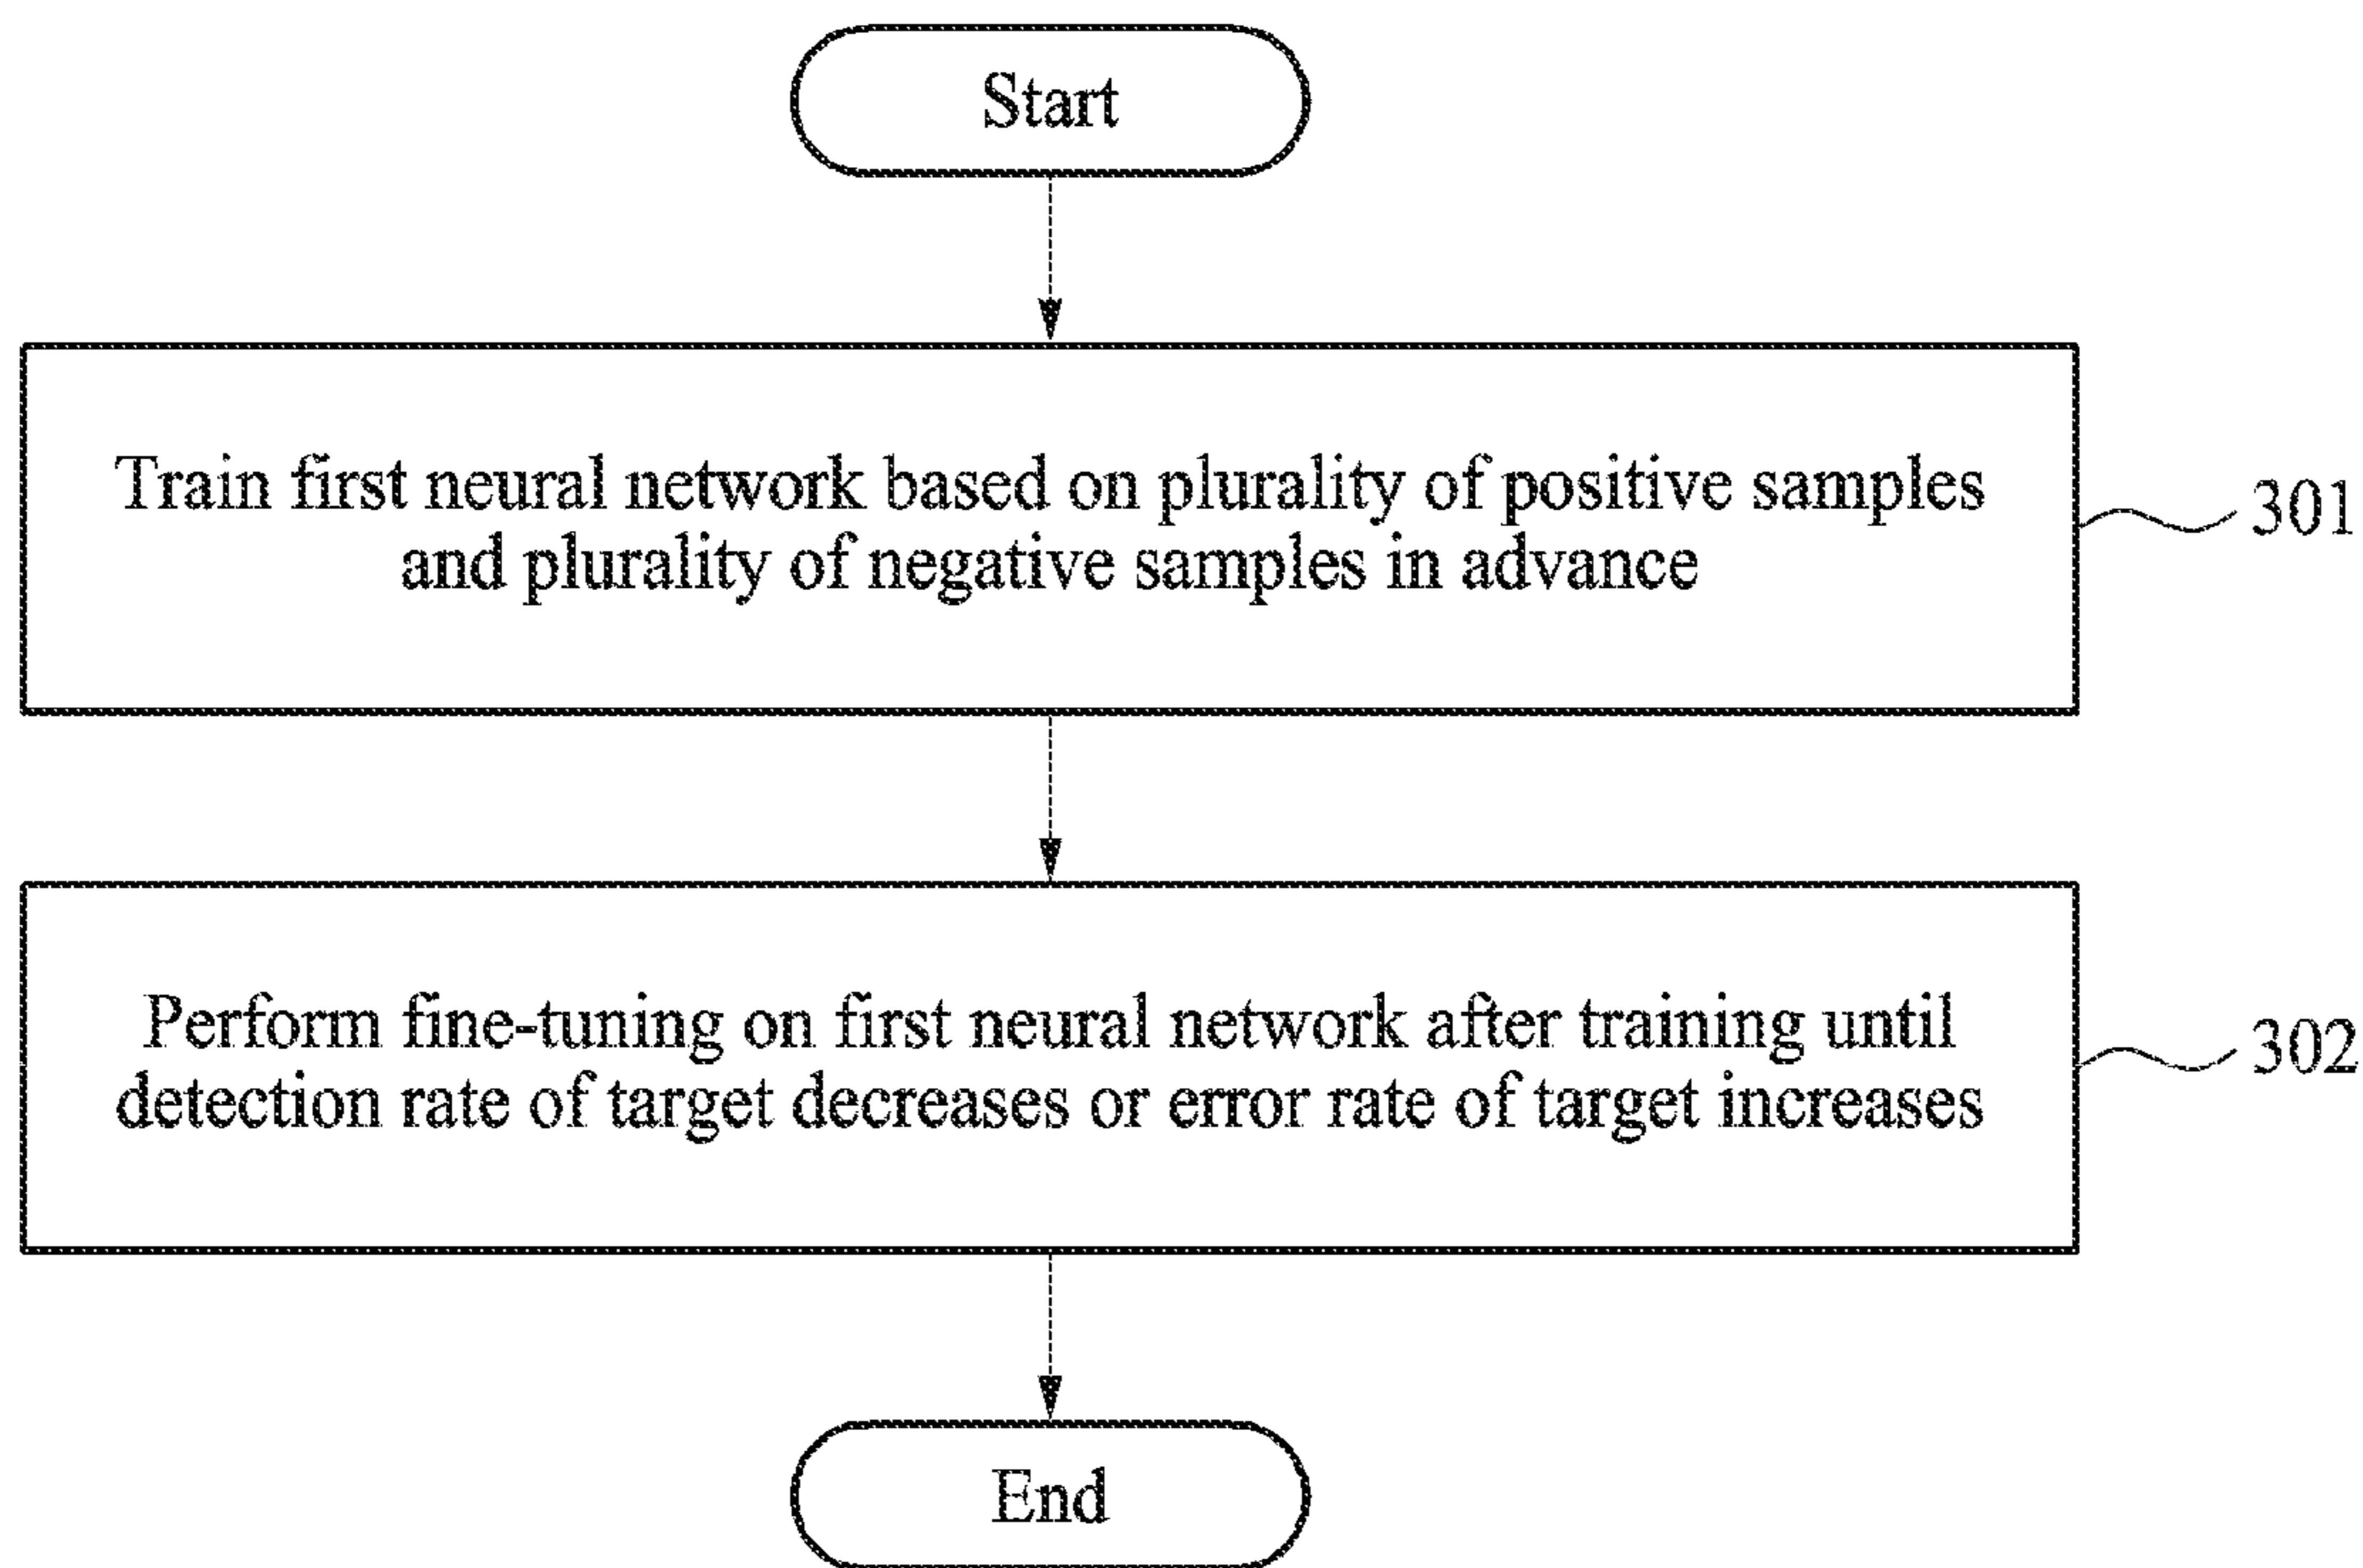 Start
Train first neural network based on plurality of positive samples
and plurality of negative samples in advance
301
Perform fine-tuning on first neural network after training until
detection rate of target decreases or error rate of target increases
302
End